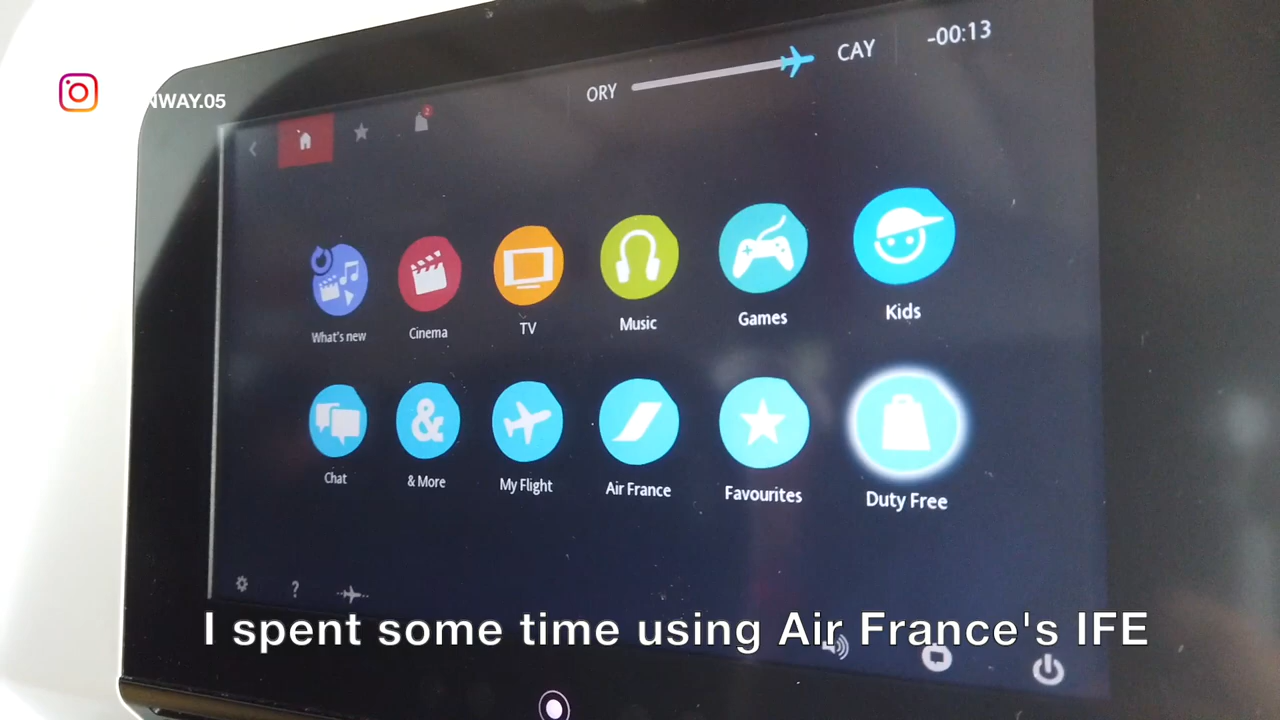 -00:13
ORY CAY
NWAY.05
2
What's new Cinema TV Music Games Kids
Chat & More My Flight Air France Favourites Duty Free
?
I spent some time using Air France's IFE